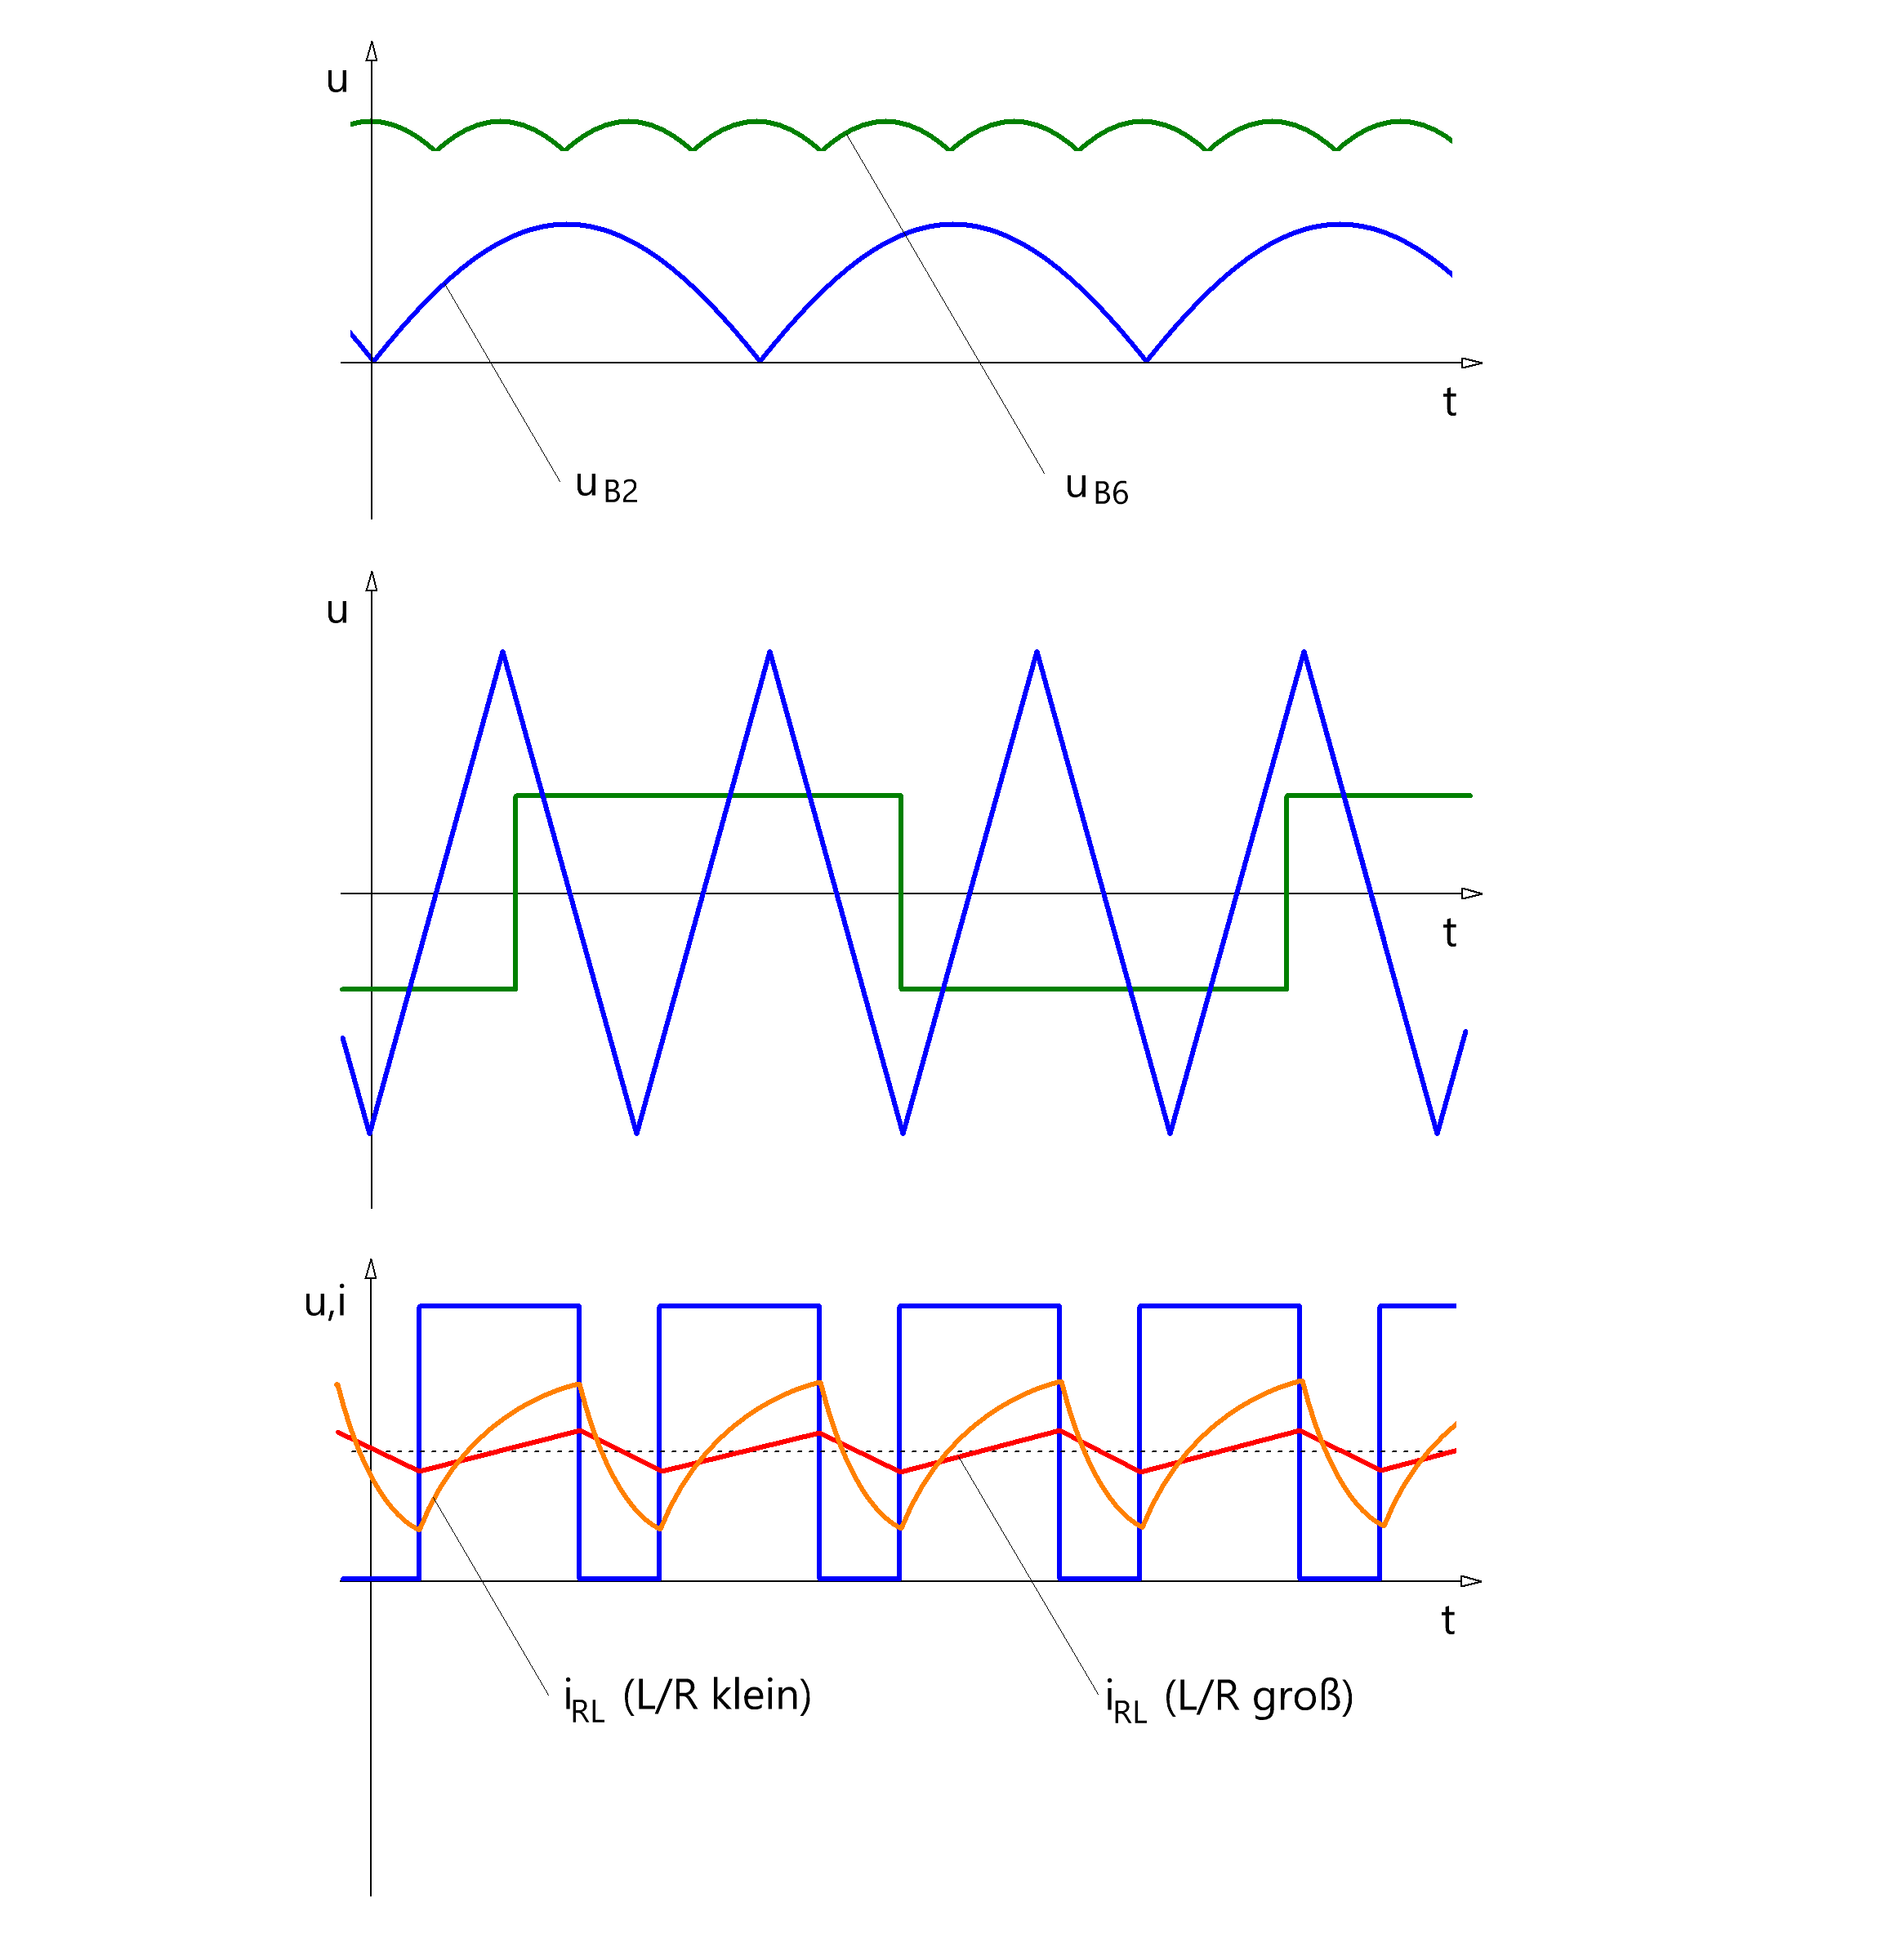 u
t
u B2
u B6
u
t
u,i
t
iRL (L/R klein)
iRL (L/R groß)